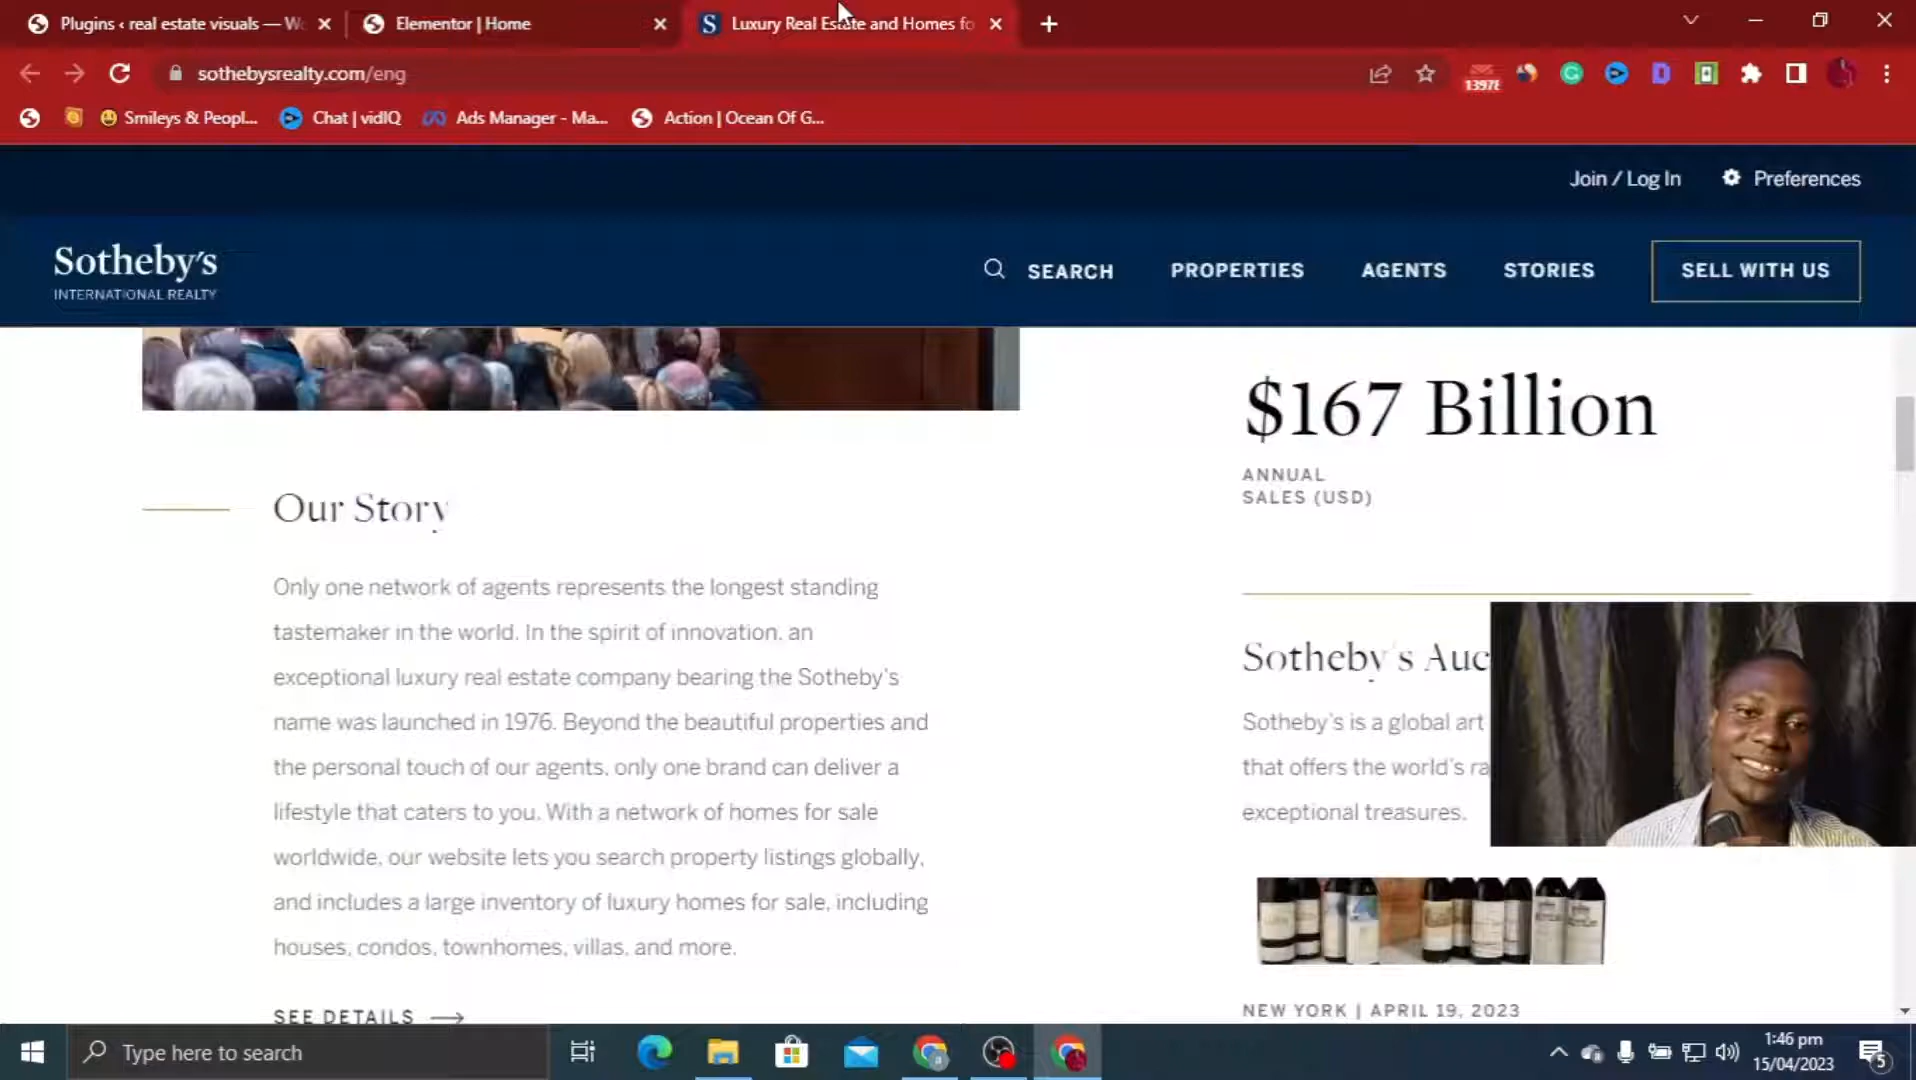 Plugins ‹ real estate visuals — Wo
Elementor | Home
Luxury Real Estate and Homes fo
sothebysrealty.com/eng
Smileys & Peopl...
Chat | vidIQ
Ads Manager - Ma...
Action | Ocean Of G...
Join / Log In
Preferences
Sotheby's
INTERNATIONAL REALTY
SEARCH
PROPERTIES
AGENTS
STORIES
SELL WITH US
$167 Billion
ANNUAL
SALES (USD)
Our Story
Only one network of agents represents the longest standing
tastemaker in the world. In the spirit of innovation, an
exceptional luxury real estate company bearing the Sotheby's
name was launched in 1976. Beyond the beautiful properties and
the personal touch of our agents, only one brand can deliver a
lifestyle that caters to you. With a network of homes for sale
worldwide, our website lets you search property listings globally,
and includes a large inventory of luxury homes for sale, including
houses, condos, townhomes, villas, and more.
SEE DETAILS
Sotheby's Auc
Sotheby's is a global art
that offers the world's ra
exceptional treasures.
NEW YORK | APRIL 19, 2023
Type here to search
1:46 pm
15/04/2023
5